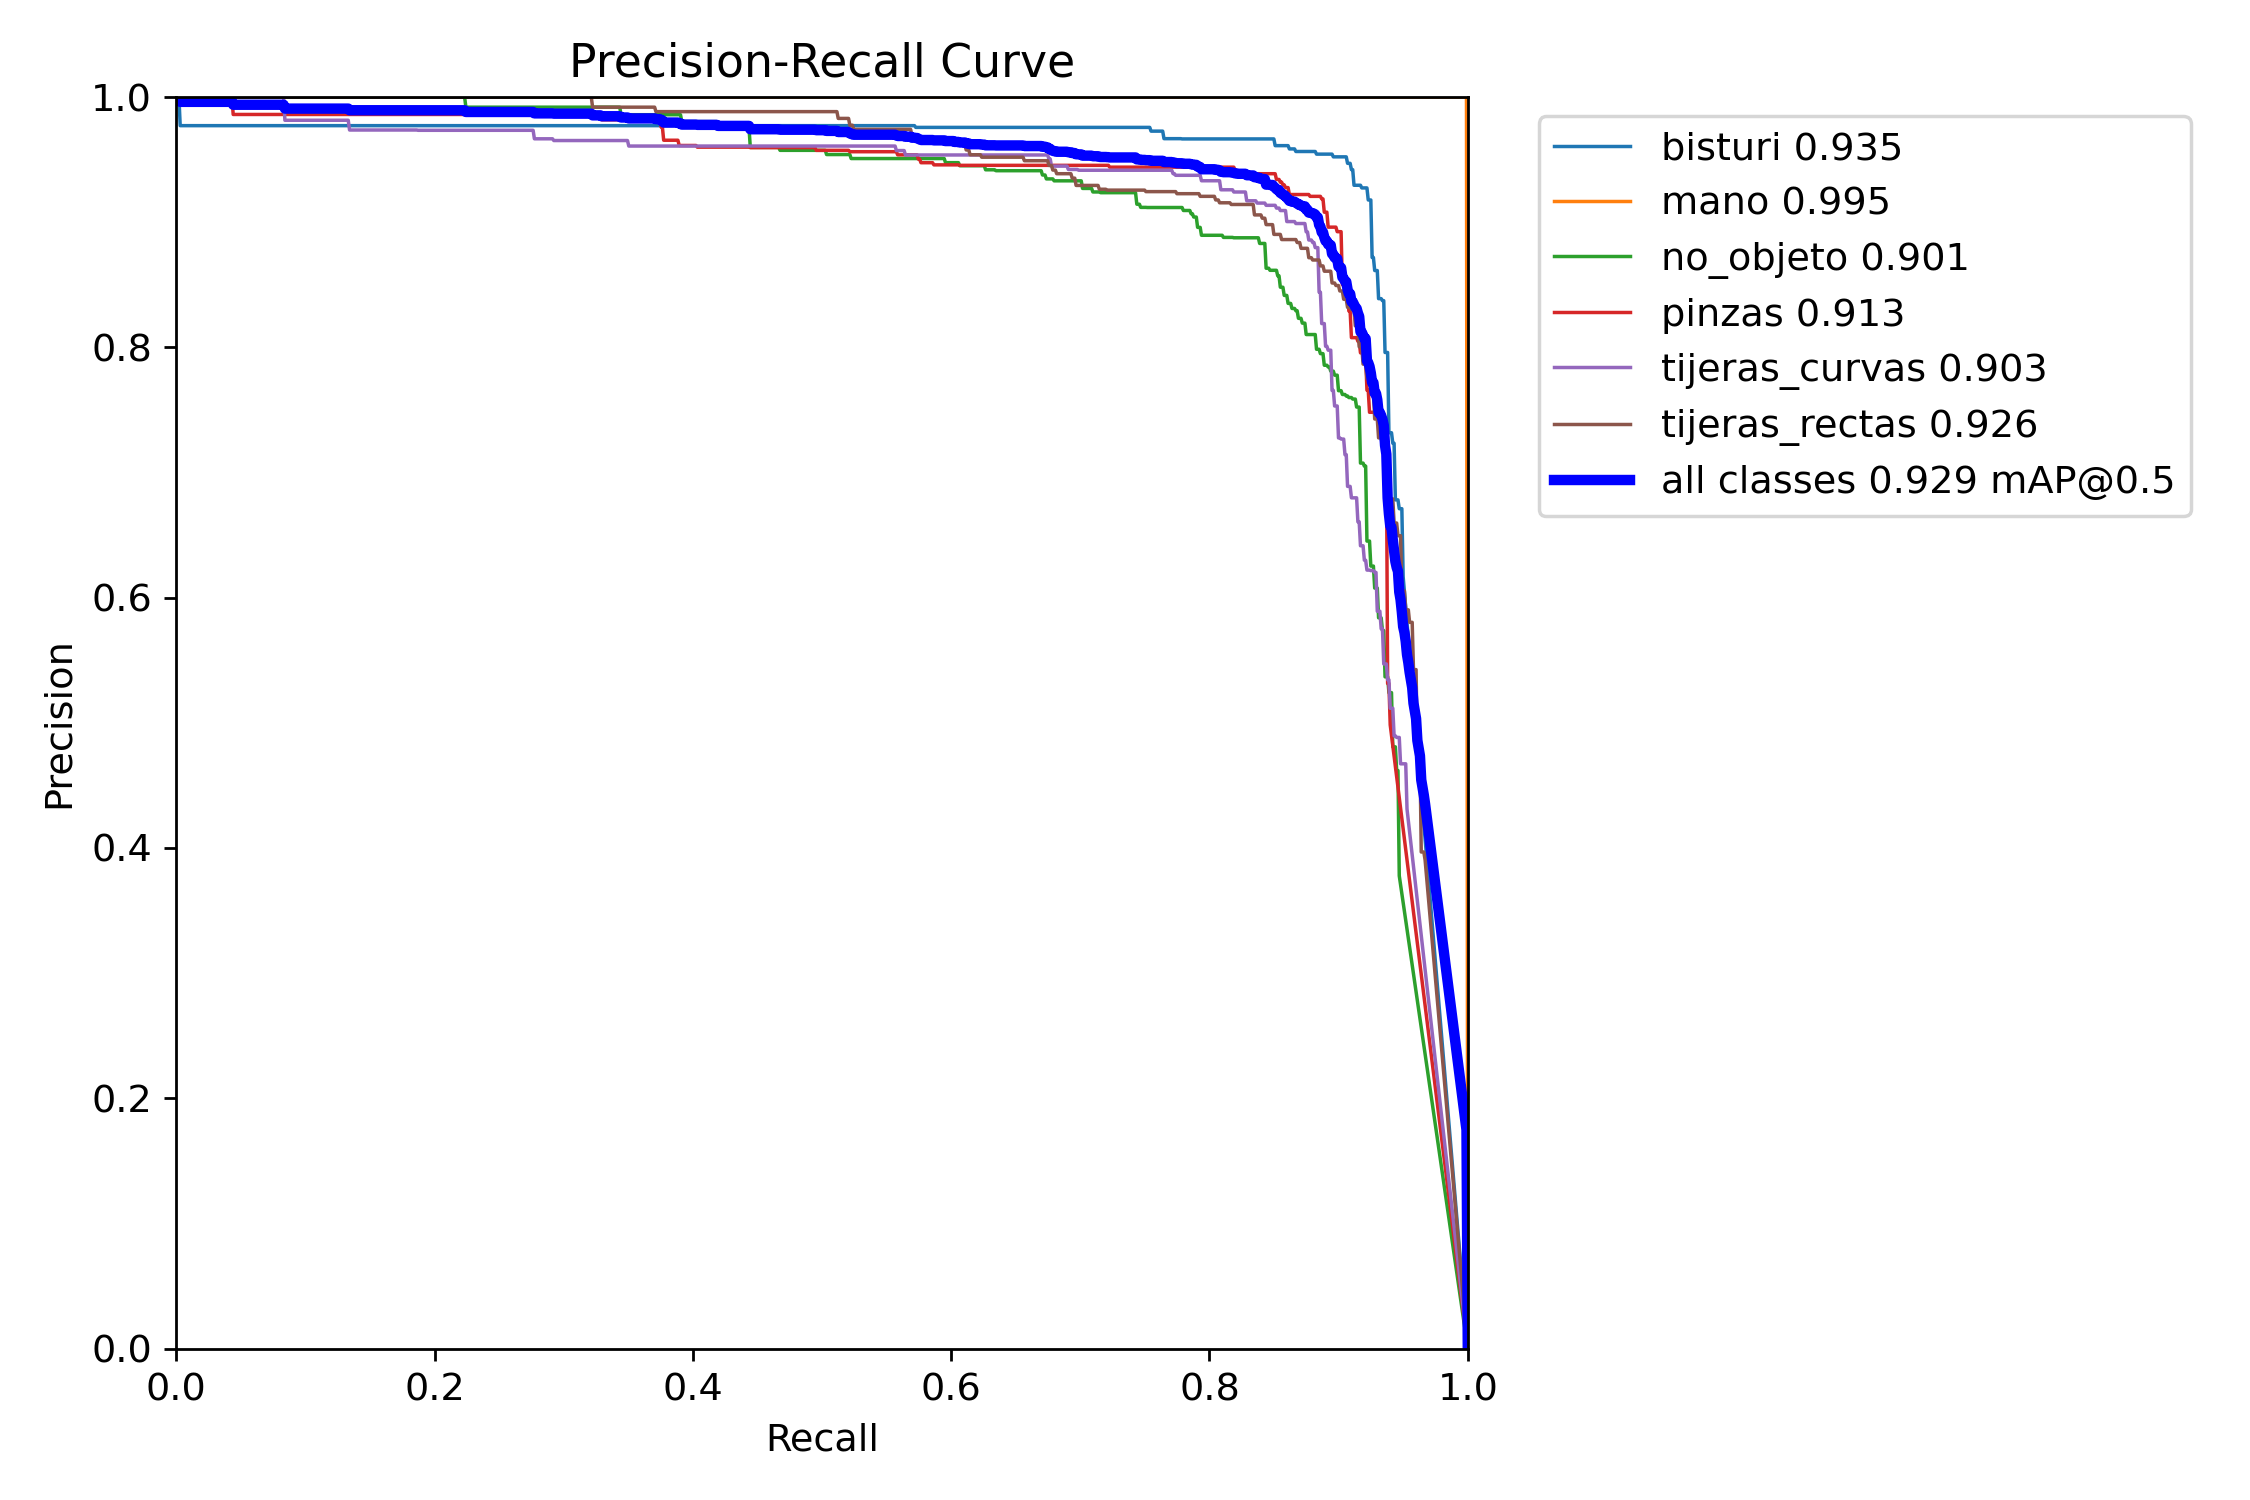 Precision-Recall Curve
1.0
0.8
0.6
0.4
0.2
0.0
Precision
0.0 0.2 0.4 0.6 0.8 1.0
Recall
bisturi 0.935
mano 0.995
no_objeto 0.901
pinzas 0.913
tijeras_curvas 0.903
tijeras_rectas 0.926
all classes 0.929 mAP@0.5